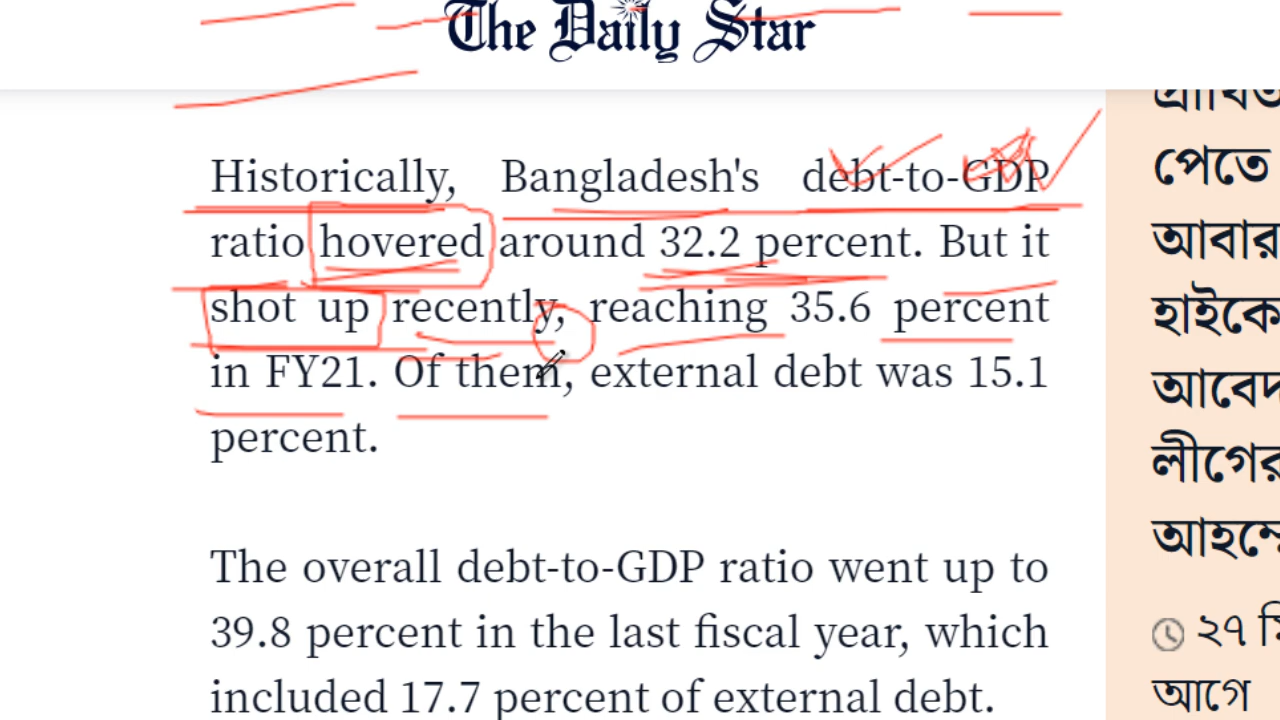 The Daily Star
Historically, Bangladesh's debt-to-GDP
ratio hovered around 32.2 percent. But it
shot up recently, reaching 35.6 percent
in FY21. Of them, external debt was 15.1
percent.
The overall debt-to-GDP ratio went up to
39.8 percent in the last fiscal year, which
included 17.7 percent of external debt.
পেতে
আবার
২৭
আগে